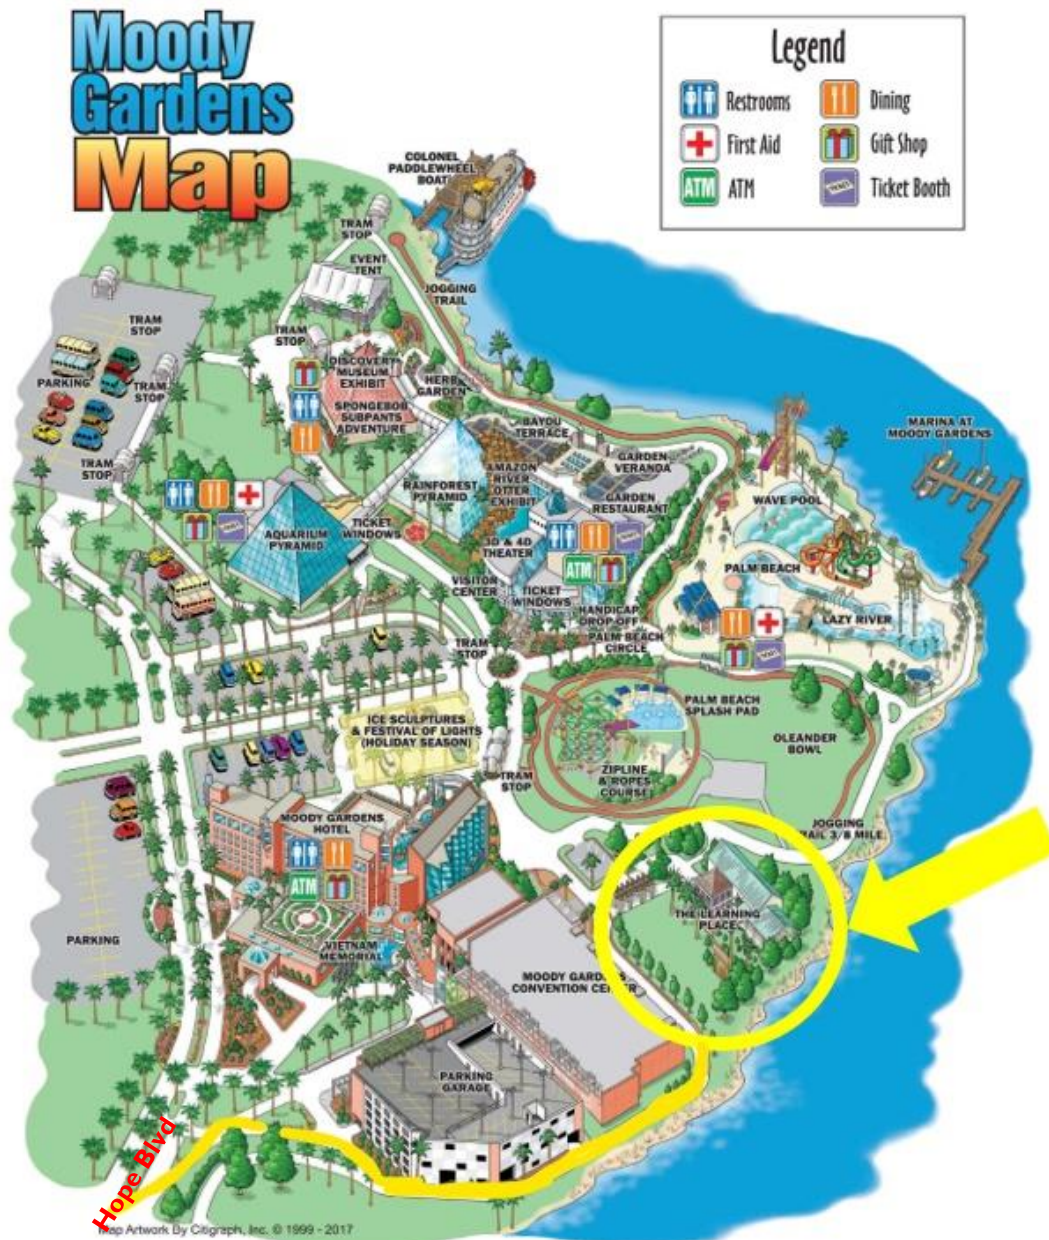 Moody
Gardens
Map
Legend
Restrooms
Dining
First Aid
Gift Shop
ATM
ATM
TICKET
Ticket Booth
COLONEL
PADDLEWHEEL
BOAT
TRAM
STOP
EVENT
TENT
JOGGING
TRAIL
TRAM
STOP
TRAM
STOP
PARKING
TRAM
STOP
TRAM
STOP
DISCOVERY
MUSEUM
EXHIBIT
HERB
GARDEN
SPONGEBOB
SUBPANTS
ADVENTURE
BAYOU
TERRACE
GARDEN
VERANDA
MARINA AT
MOODY GARDENS
AMAZON
RIVER
OTTER
EXHIBIT
RAINFOREST
PYRAMID
GARDEN
RESTAURANT
WAVE POOL
TICKET
WINDOWS
AQUARIUM
PYRAMID
3D & 4D
THEATER
ATM
PALM BEACH
VISITOR
CENTER
TICKET
WINDOWS
HANDICAP
DROP OFF
LAZY RIVER
TRAM
STOP
PALM BEACH
CIRCLE
PALM BEACH
SPLASH PAD
ICE SCULPTURES
& FESTIVAL OF LIGHTS
(HOLIDAY SEASON)
OLEANDER
BOWL
ZIPLINE
& ROPES
COURSE
TRAM
STOP
MOODY GARDENS
HOTEL
ATM
JOGGING
TRAIL 3/8 MILE
THE LEARNING
PLACE
PARKING
VIETNAM
MEMORIAL
MOODY GARDENS
CONVENTION CENTER
PARKING
GARAGE
Hope Blvd
Map Artwork By Citigraph, Inc. © 1999 - 2017